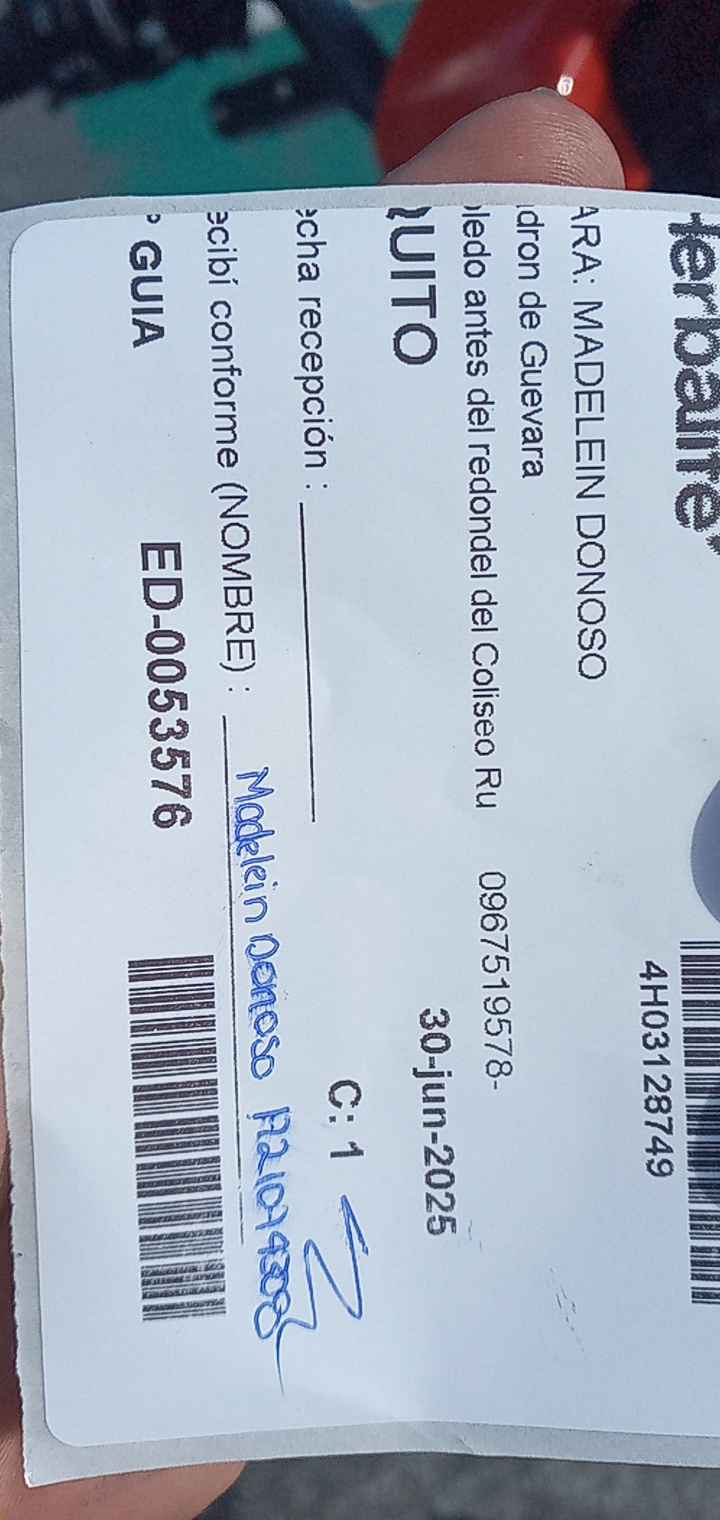 Herbalife
4H03128749
ARA: MADELEIN DONOSO
dron de Guevara
ledo antes del redondel del Coliseo Ru 0967519578-
QUITO 30-jun-2025
echa recepción :
C: 1
ecibí conforme (NOMBRE) : Madelein Donoso
GUIA ED-0053576